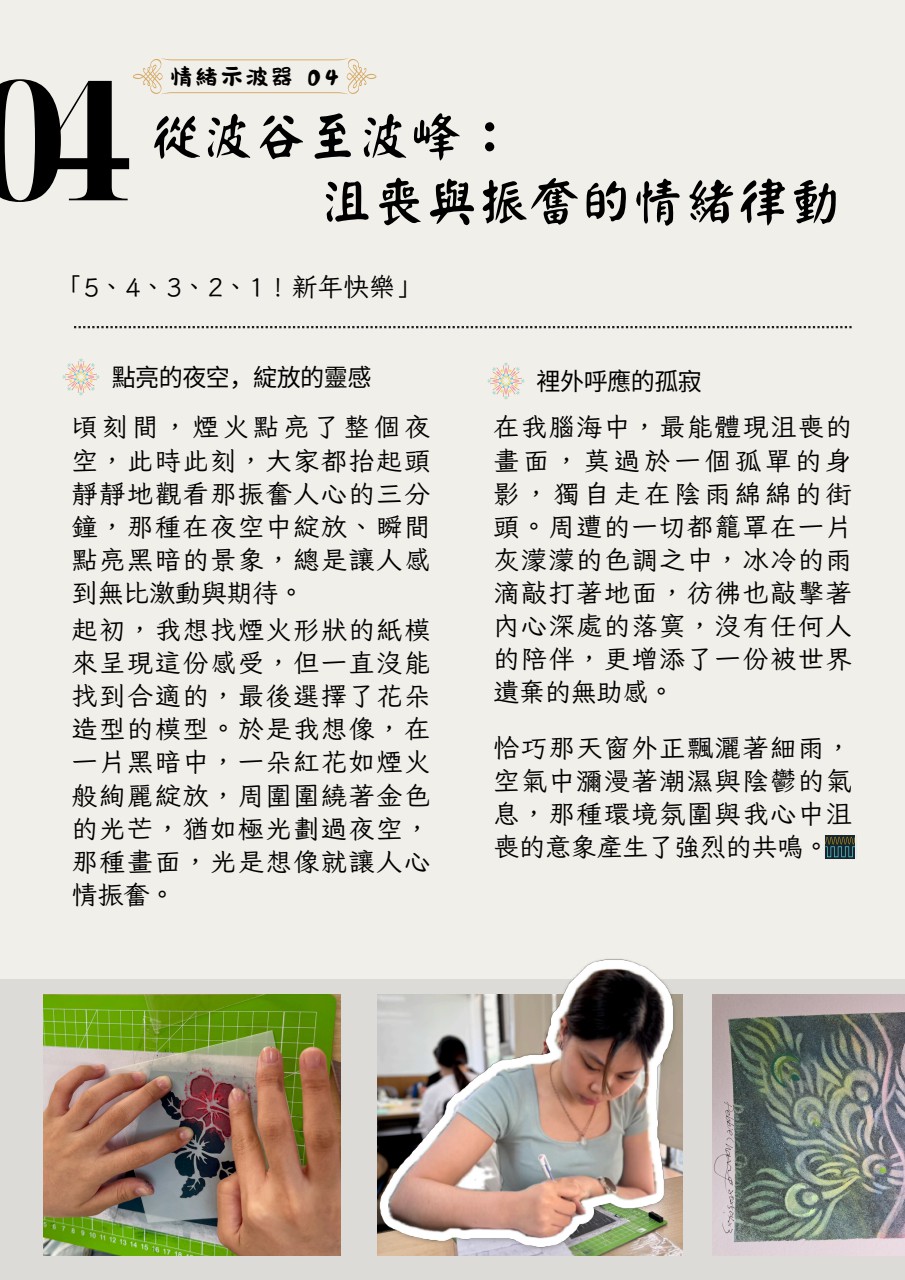 04
情緒示波器 04
從波谷至波峰：
沮喪與振奮的情緒律動
「5、4、3、2、1！新年快樂」
點亮的夜空，綻放的靈感
頃刻間，煙火點亮了整個夜
空，此時此刻，大家都抬起頭
靜靜地觀看那振奮人心的三分
鐘，那種在夜空中綻放、瞬間
點亮黑暗的景象，總是讓人感
到無比激動與期待。
起初，我想找煙火形狀的紙模
來呈現這份感受，但一直沒能
找到合適的，最後選擇了花朵
造型的模型。於是我想像，在
一片黑暗中，一朵紅花如煙火
般絢麗綻放，周圍圍繞著金色
的光芒，猶如極光劃過夜空，
那種畫面，光是想像就讓人心
情振奮。
裡外呼應的孤寂
在我腦海中，最能體現沮喪的
畫面，莫過於一個孤單的身
影，獨自走在陰雨綿綿的街
頭。周遭的一切都籠罩在一片
灰濛濛的色調之中，冰冷的雨
滴敲打著地面，彷彿也敲擊著
內心深處的落寞，沒有任何人
的陪伴，更增添了一份被世界
遺棄的無助感。
恰巧那天窗外正飄灑著細雨，
空氣中瀰漫著潮濕與陰鬱的氣
息，那種環境氛圍與我心中沮
喪的意象產生了強烈的共鳴。